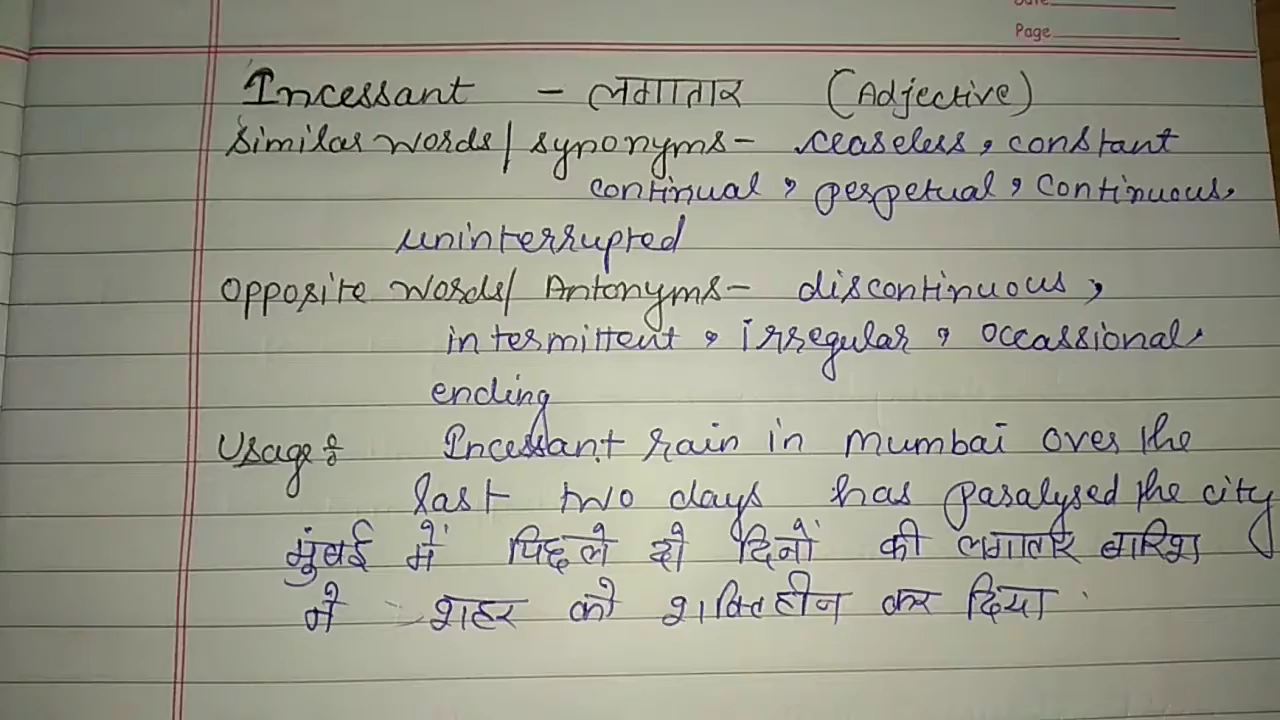 Page
Incessant - लगातार (Adjective)
Similar words/ synonyms- ceaseless, constant
continual, perpetual, continuous,
uninterrupted
Opposite words/ Antonyms- discontinuous,
intermittent, irregular, occassional,
ending
Usage: Incessant rain in Mumbai over the
last two days has paralysed the city
मुंबई में पिछले दो दिनों की लगातार बारिश
ने शहर को शक्तिहीन कर दिया.